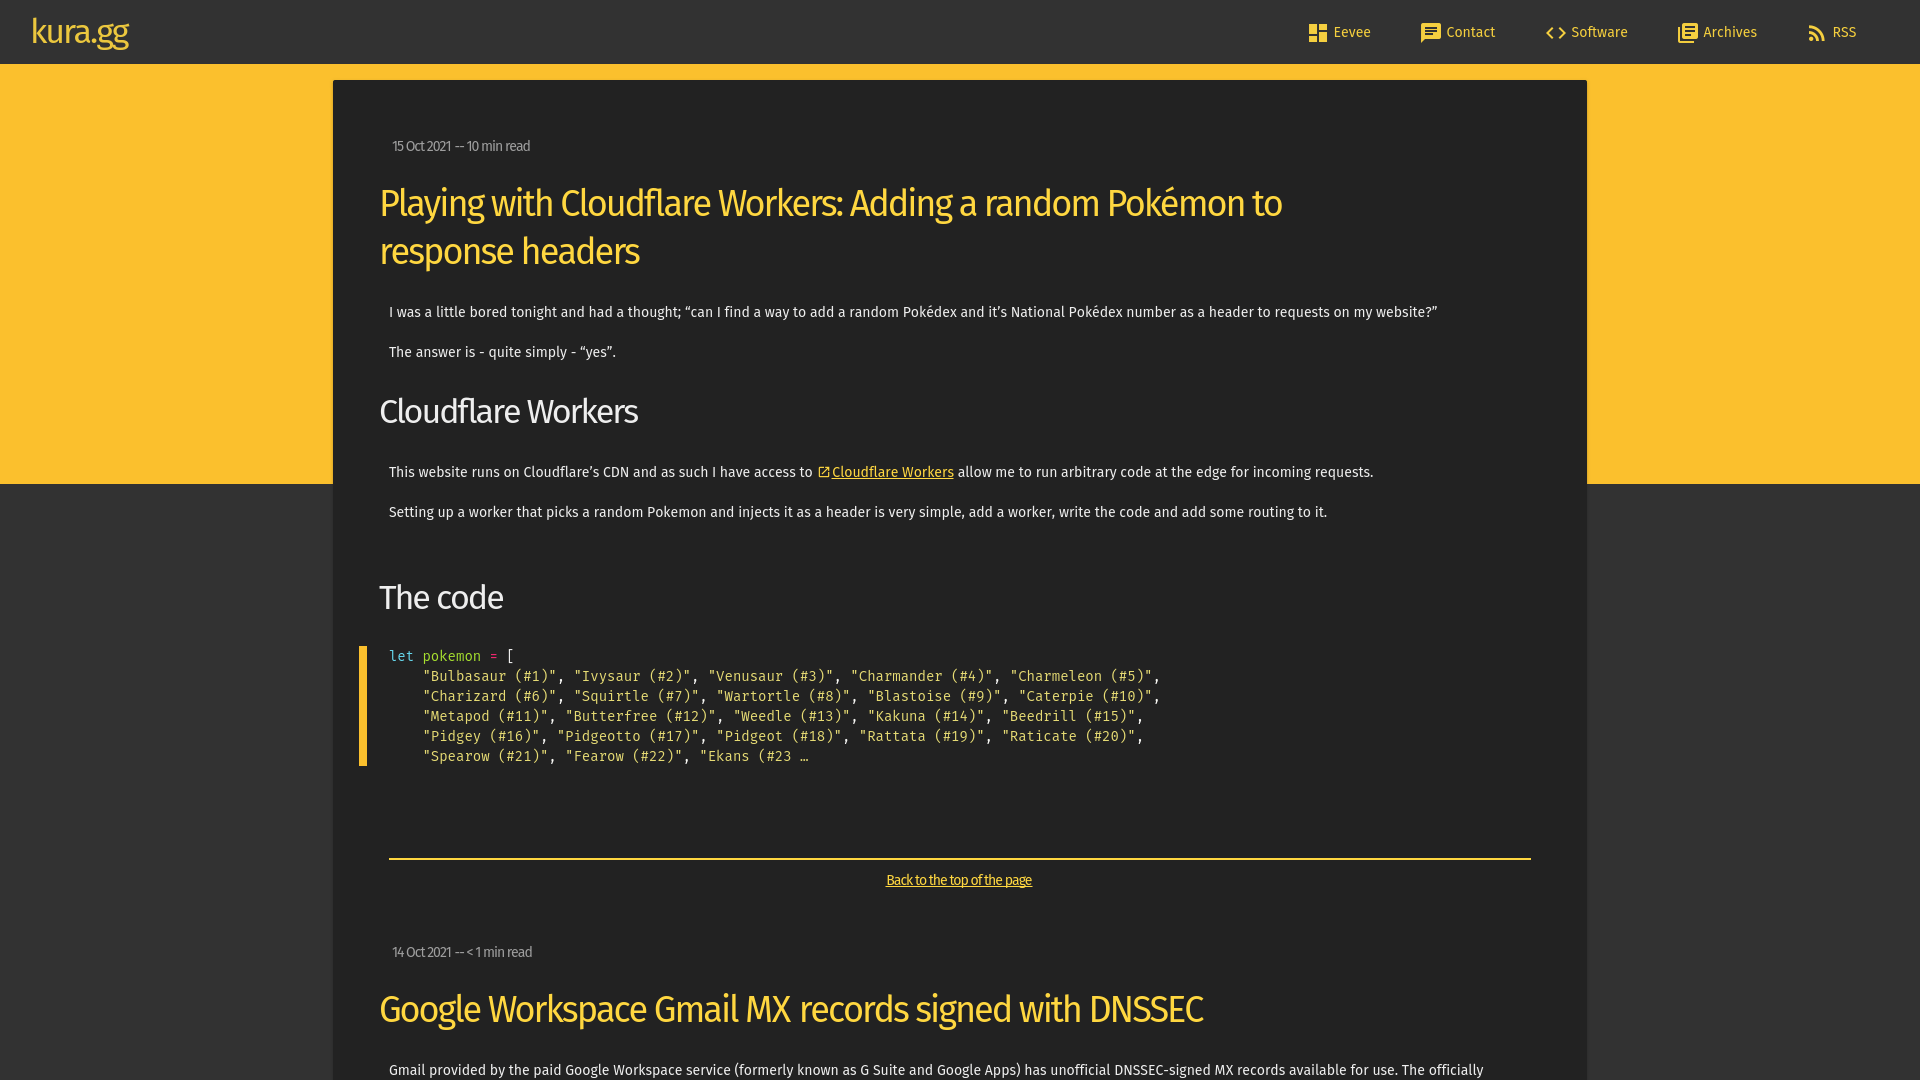 kura.gg
Eevee
Contact
Software
Archives
RSS
15 Oct 2021 -- 10 min read
Playing with Cloudflare Workers: Adding a random Pokémon to
response headers
I was a little bored tonight and had a thought; “can I find a way to add a random Pokédex and it’s National Pokédex number as a header to requests on my website?”
The answer is - quite simply - “yes”.
Cloudflare Workers
This website runs on Cloudflare’s CDN and as such I have access to Cloudflare Workers allow me to run arbitrary code at the edge for incoming requests.
Setting up a worker that picks a random Pokemon and injects it as a header is very simple, add a worker, write the code and add some routing to it.
The code
let pokemon = [
"Bulbasaur (#1)", "Ivysaur (#2)", "Venusaur (#3)", "Charmander (#4)", "Charmeleon (#5)",
"Charizard (#6)", "Squirtle (#7)", "Wartortle (#8)", "Blastoise (#9)", "Caterpie (#10)",
"Metapod (#11)", "Butterfree (#12)", "Weedle (#13)", "Kakuna (#14)", "Beedrill (#15)",
"Pidgey (#16)", "Pidgeotto (#17)", "Pidgeot (#18)", "Rattata (#19)", "Raticate (#20)",
"Spearow (#21)", "Fearow (#22)", "Ekans (#23 …
Back to the top of the page
14 Oct 2021 -- < 1 min read
Google Workspace Gmail MX records signed with DNSSEC
Gmail provided by the paid Google Workspace service (formerly known as G Suite and Google Apps) has unofficial DNSSEC-signed MX records available for use. The officially